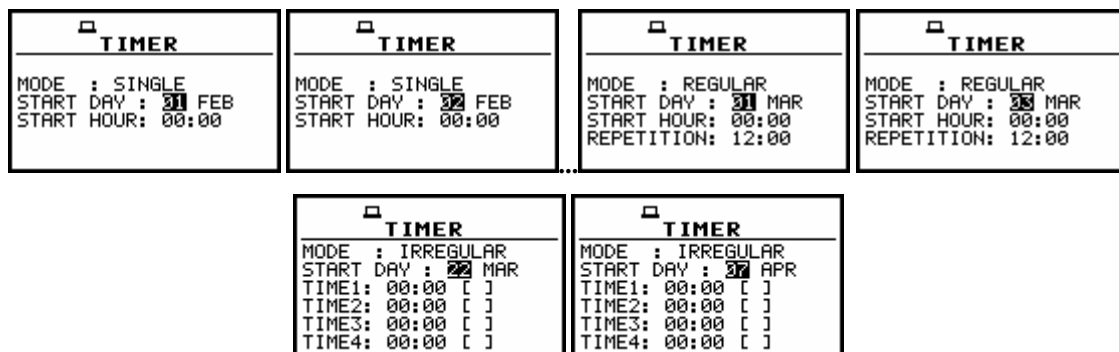 TIMER
MODE : SINGLE
START DAY : 01 FEB
START HOUR: 00:00
TIMER
MODE : SINGLE
START DAY : 02 FEB
START HOUR: 00:00
...
TIMER
MODE : REGULAR
START DAY : 01 MAR
START HOUR: 00:00
REPETITION: 12:00
TIMER
MODE : REGULAR
START DAY : 03 MAR
START HOUR: 00:00
REPETITION: 12:00
TIMER
MODE : IRREGULAR
START DAY : 22 MAR
TIME1: 00:00 [ ]
TIME2: 00:00 [ ]
TIME3: 00:00 [ ]
TIME4: 00:00 [ ]
TIMER
MODE : IRREGULAR
START DAY : 07 APR
TIME1: 00:00 [ ]
TIME2: 00:00 [ ]
TIME3: 00:00 [ ]
TIME4: 00:00 [ ]